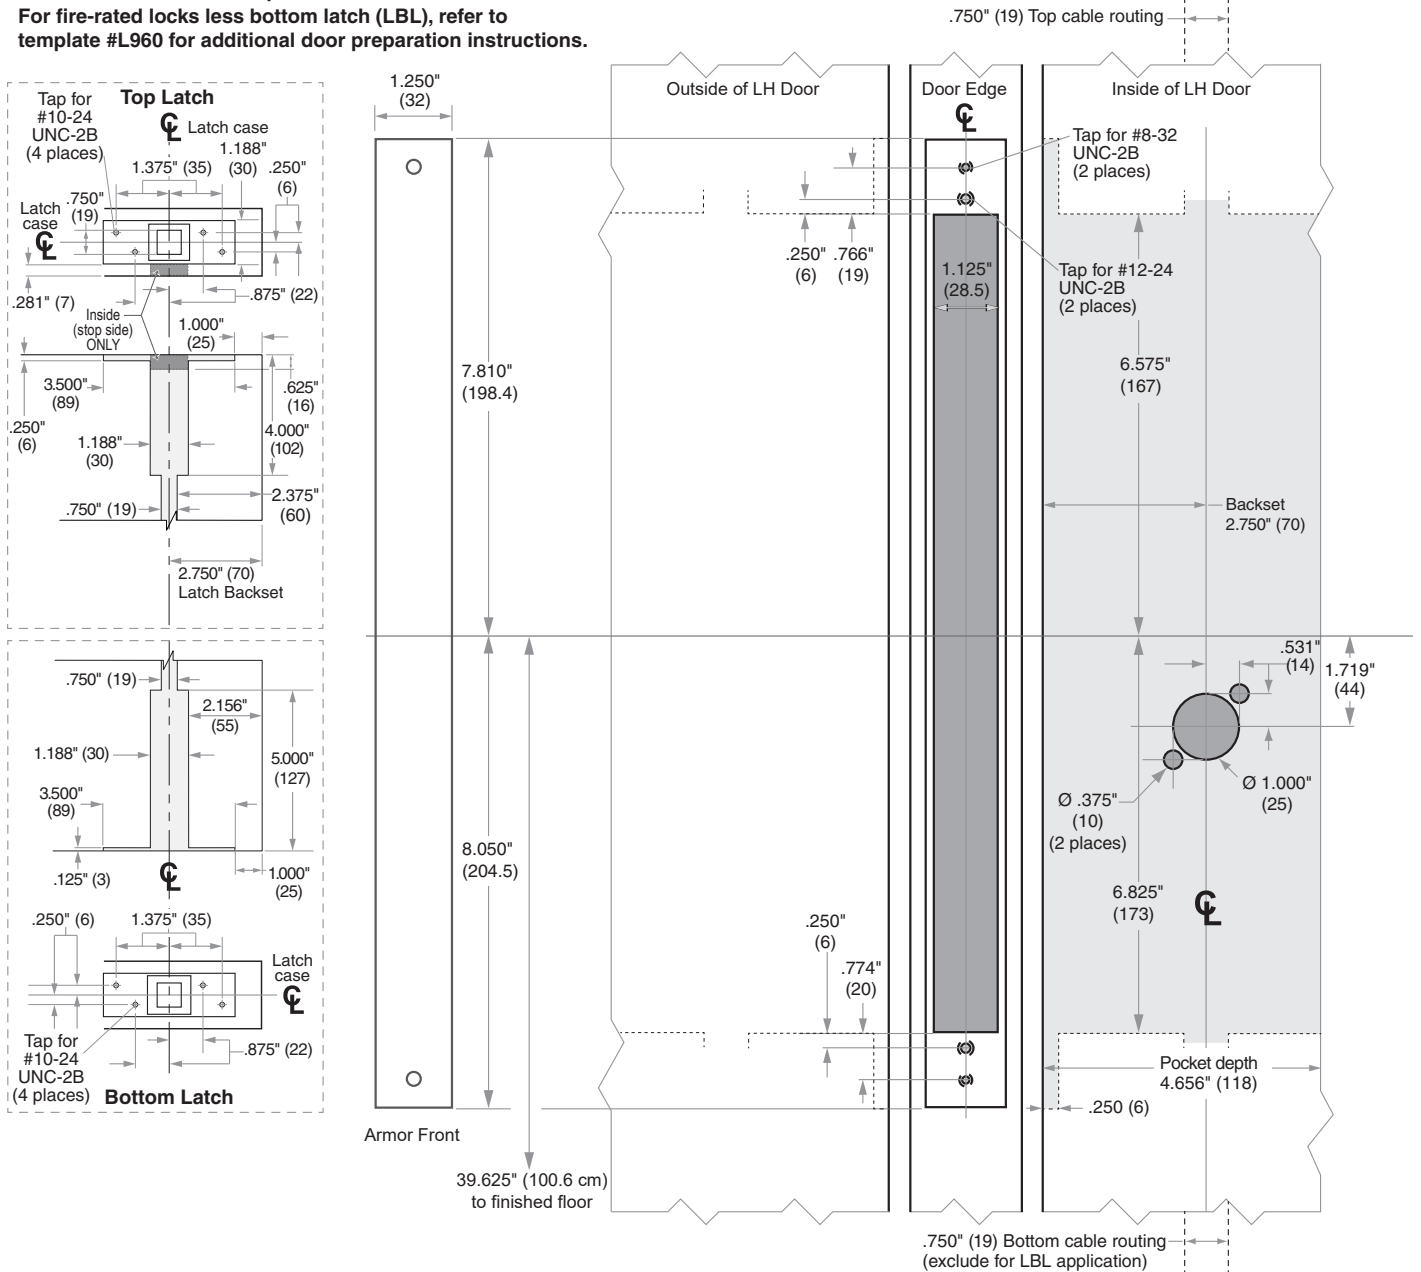 For fire-rated locks less bottom latch (LBL), refer to
template #L960 for additional door preparation instructions.
.750" (19) Top cable routing
Tap for
#10-24
UNC-2B
(4 places)
Top Latch
Latch case
1.375" (35)
1.188"
(30)
.250"
(6)
.750"
(19)
Latch
case
.281" (7)
.875" (22)
Inside
(stop side)
ONLY
1.000"
(25)
3.500"
(89)
.625"
(16)
.250"
(6)
4.000"
(102)
1.188"
(30)
.750" (19)
2.375"
(60)
2.750" (70)
Latch Backset
.750" (19)
2.156"
(55)
1.188" (30)
5.000"
(127)
3.500"
(89)
.125" (3)
1.000"
(25)
.250" (6)
1.375" (35)
Latch
case
Tap for
#10-24
UNC-2B
(4 places)
.875" (22)
Bottom Latch
1.250"
(32)
7.810"
(198.4)
8.050"
(204.5)
Armor Front
39.625" (100.6 cm)
to finished floor
Outside of LH Door
.250"
(6)
.766"
(19)
.250"
(6)
.774"
(20)
Door Edge
1.125"
(28.5)
Inside of LH Door
Tap for #8-32
UNC-2B
(2 places)
Tap for #12-24
UNC-2B
(2 places)
6.575"
(167)
Backset
2.750" (70)
.531"
(14)
1.719"
(44)
Ø .375"
(10)
(2 places)
Ø 1.000"
(25)
6.825"
(173)
Pocket depth
4.656" (118)
.250 (6)
.750" (19) Bottom cable routing
(exclude for LBL application)